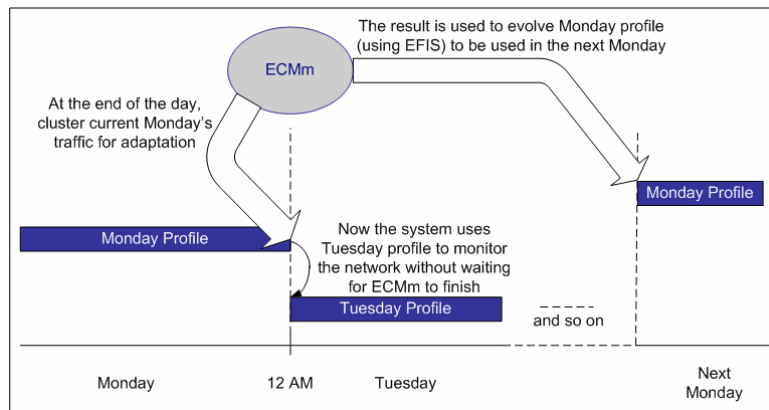 The result is used to evolve Monday profile
(using EFIS) to be used in the next Monday
ECMm
At the end of the day,
cluster current Monday's
traffic for adaptation
Monday Profile
Monday Profile
Now the system uses
Tuesday profile to monitor
the network without waiting
for ECMm to finish
Tuesday Profile
and so on
Monday
12 AM
Tuesday
Next
Monday